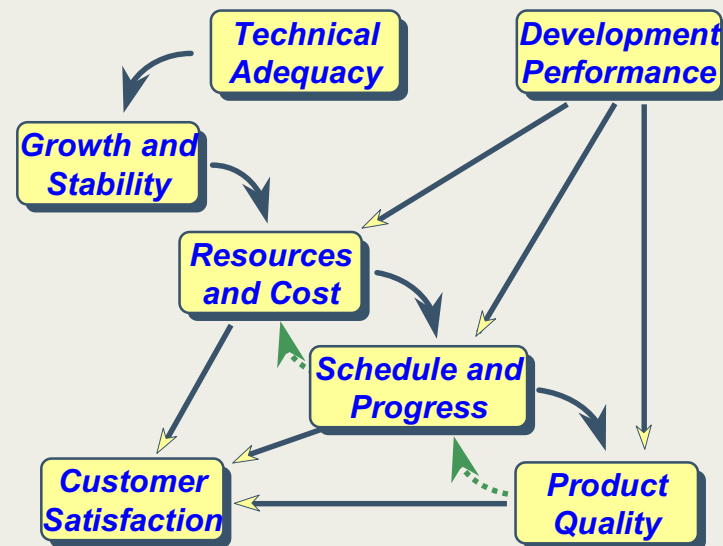 Technical
Adequacy
Development
Performance
Growth and
Stability
Resources
and Cost
Schedule and
Progress
Customer
Satisfaction
Product
Quality